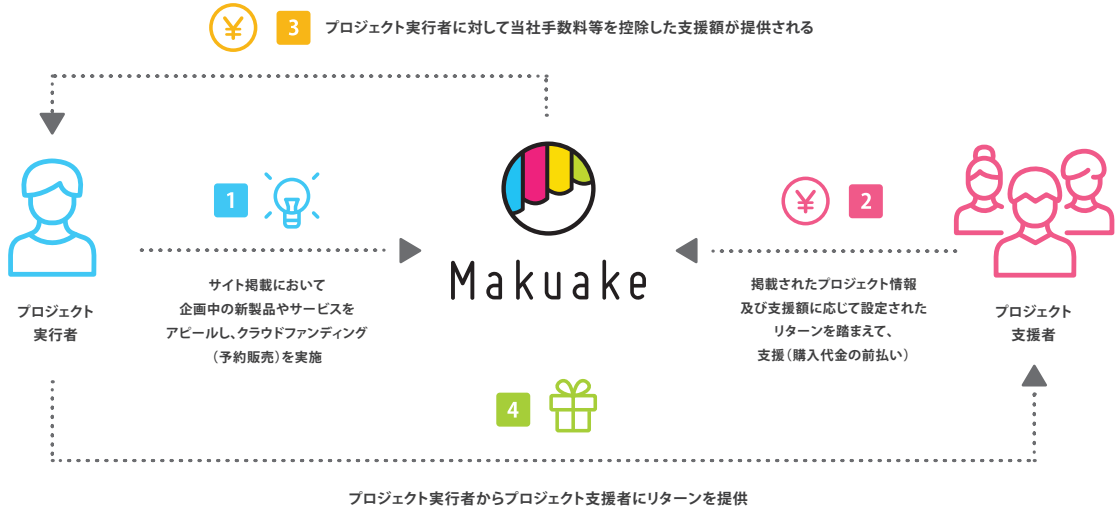 ¥ 3 プロジェクト実行者に対して当社手数料等を控除した支援額が提供される
1
サイト掲載において
企画中の新製品やサービスを
アピールし、クラウドファンディング
（予約販売）を実施
プロジェクト
実行者
Makuake
¥ 2
掲載されたプロジェクト情報
及び支援額に応じて設定された
リターンを踏まえて、
支援（購入代金の前払い）
プロジェクト
支援者
4
プロジェクト実行者からプロジェクト支援者にリターンを提供